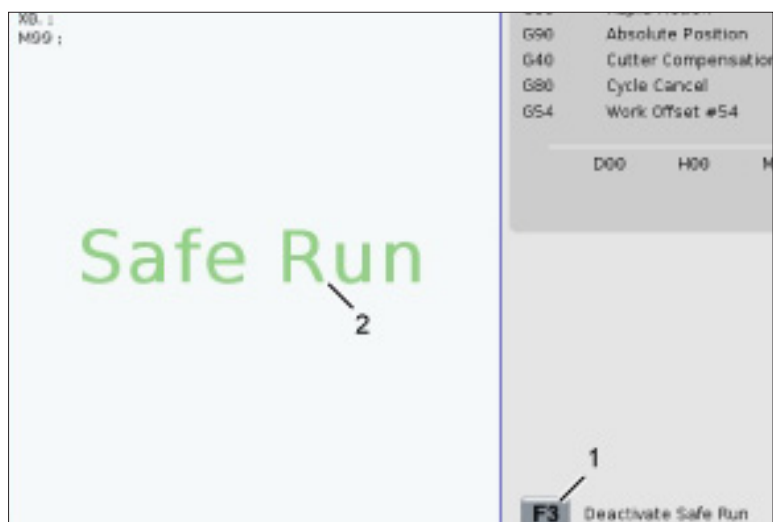 X0. ;
M99 ;
G90 Absolute Position
G40 Cutter Compensation
G80 Cycle Cancel
G54 Work Offset #54
D00 H00 M
Safe Run
2
1
F3 Deactivate Safe Run